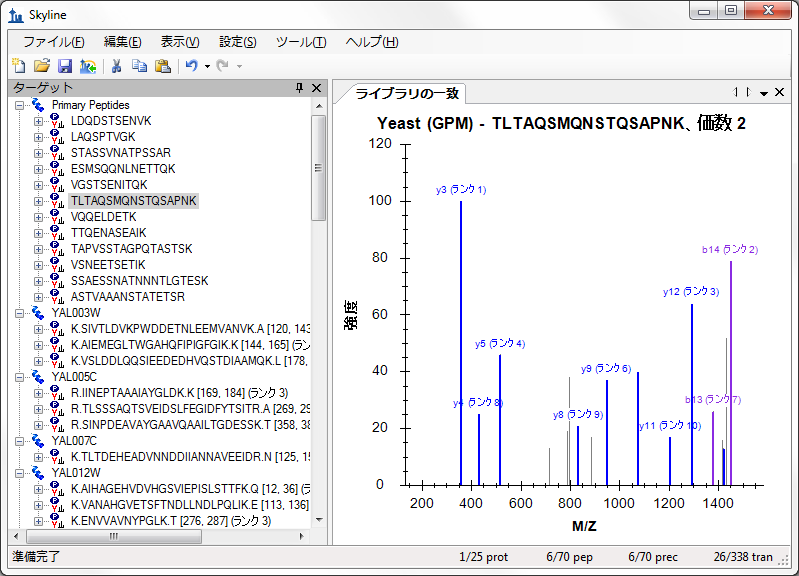 Skyline
ファイル(F) 編集(E) 表示(V) 設定(S) ツール(T) ヘルプ(H)
ターゲット
Primary Peptides
LDQDSTSENVK
LAQSPTVGK
STASSVNATPSSAR
ESMSQQNLNETTQK
VGSTSENITQK
TLTAQSMQNSTQSAPNK
VQQELDETK
TTQENASEAIK
TAPVSSTAGPQTASTSK
VSNEETSETIK
SSAESSNATNNNTLGTESK
ASTVAAANSTATETSR
YAL003W
K.SIVTLDVKPWDDETNLEEMVANVK.A [120, 143
K.AIEMEGLTWGAHQFIPIGFGIK.K [144, 165] (ラン
K.VSLDDLQQSIEEDEDHVQSTDIAAMQK.L [178,
YAL005C
R.IINEPTAAAIAYGLDK.K [169, 184] (ランク 3)
R.TLSSSAQTSVEIDSLFEGIDFYTSITR.A [269, 29
R.SINPDEAVAYGAAVQAAILTGDESSK.T [358, 38
YAL007C
K.TLTDEHEADVNNDDIIANNAVEEIDR.N [125, 15
YAL012W
K.AIHAGEHVDVHGSVIEPISLSTTFK.Q [12, 36] (ラ
K.VANAHGVETSFTNDLLNDLPQLIK.E [113, 136]
K.ENVVAVNYPGLK.T [276, 287] (ランク 3)
ライブラリの一致
Yeast (GPM) - TLTAQSMQNSTQSAPNK、価数 2
120
100
80
60
40
20
0
強度
y3 (ランク 1)
b14 (ランク 2)
y12 (ランク 3)
y5 (ランク 4)
y9 (ランク 6)
y4 (ランク 8)
b13 (ランク 7)
y8 (ランク 9)
y11 (ランク 10)
200 400 600 800 1000 1200 1400
M/Z
準備完了 1/25 prot 6/70 pep 6/70 prec 26/338 tran